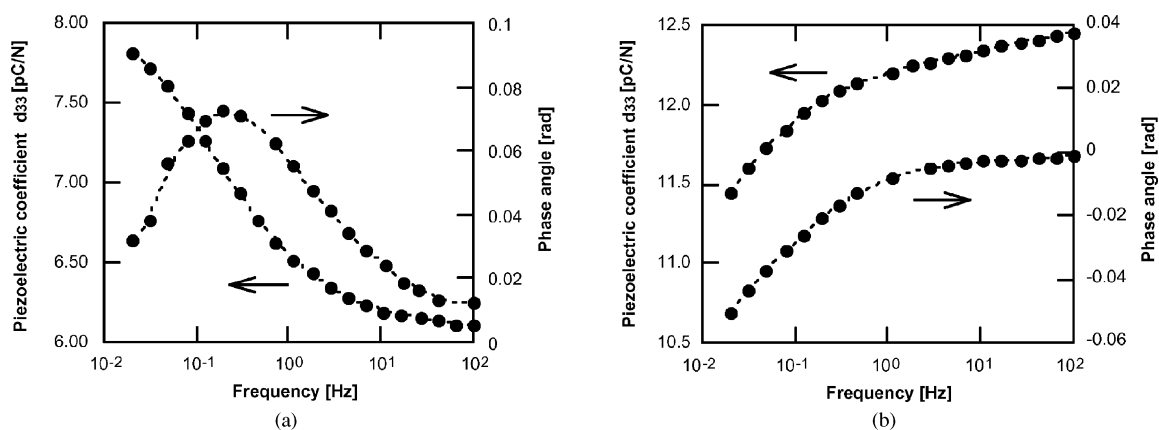 8.00
7.50
7.00
6.50
6.00
Piezoelectric coefficient d33 [pC/N]
0.1
0.08
0.06
0.04
0.02
0
Phase angle [rad]
10-2 10-1 100 101 102
Frequency [Hz]
(a)
12.5
12.0
11.5
11.0
10.5
Piezoelectric coefficient d33 [pC/N]
0.04
0.02
0
-0.02
-0.04
-0.06
Phase angle [rad]
10-2 10-1 100 101 102
Frequency [Hz]
(b)